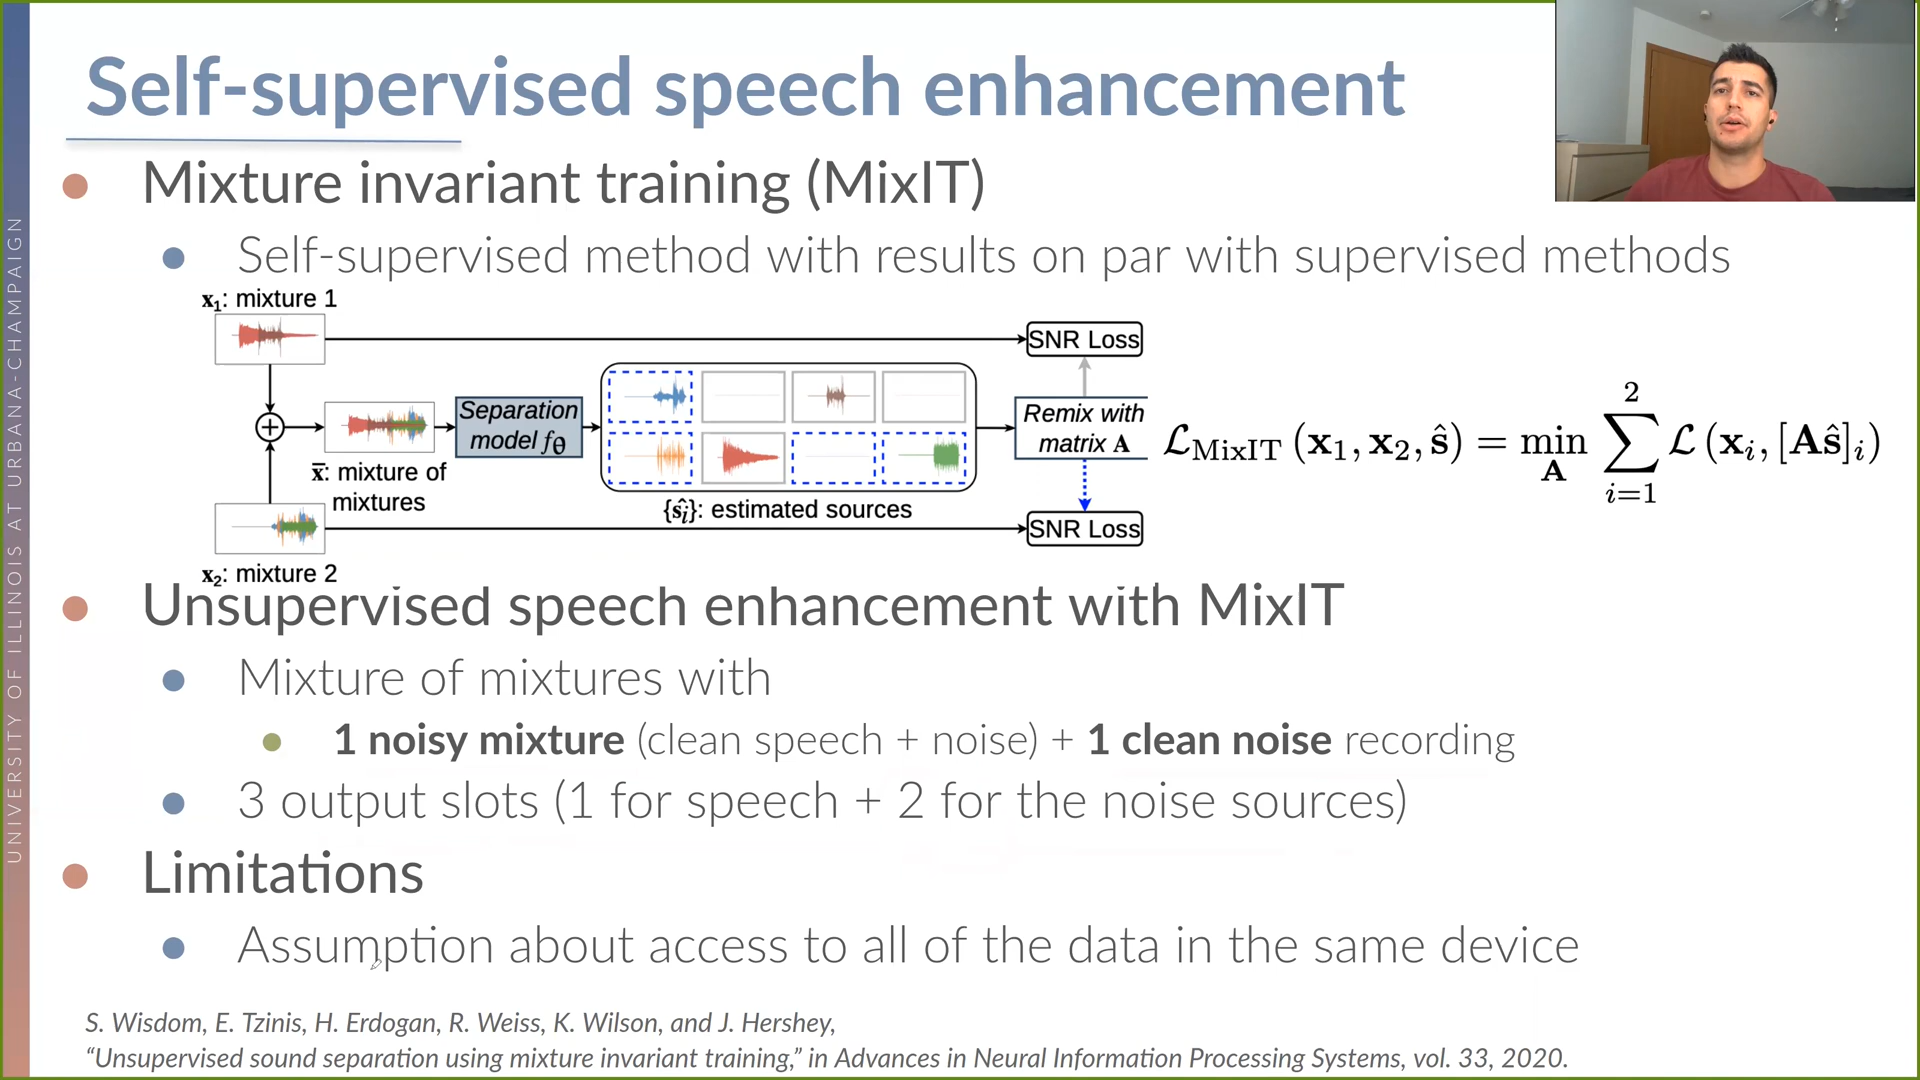 Self-supervised speech enhancement
UNIVERSITY OF ILLINOIS AT URBANA-CHAMPAIGN
• Mixture invariant training (MixIT)
• Self-supervised method with results on par with supervised methods
x₁: mixture 1
SNR Loss
Separation
model fθ
Remix with
matrix A
x̄: mixture of
mixtures
{ŝᵢ}: estimated sources
SNR Loss
x₂: mixture 2
ℒ_MixIT (x₁, x₂, ŝ) = min_A ∑_{i=1}^{2} ℒ (xᵢ, [Aŝ]ᵢ)
• Unsupervised speech enhancement with MixIT
• Mixture of mixtures with
• 1 noisy mixture (clean speech + noise) + 1 clean noise recording
• 3 output slots (1 for speech + 2 for the noise sources)
• Limitations
• Assumption about access to all of the data in the same device
S. Wisdom, E. Tzinis, H. Erdogan, R. Weiss, K. Wilson, and J. Hershey,
“Unsupervised sound separation using mixture invariant training,” in Advances in Neural Information Processing Systems, vol. 33, 2020.